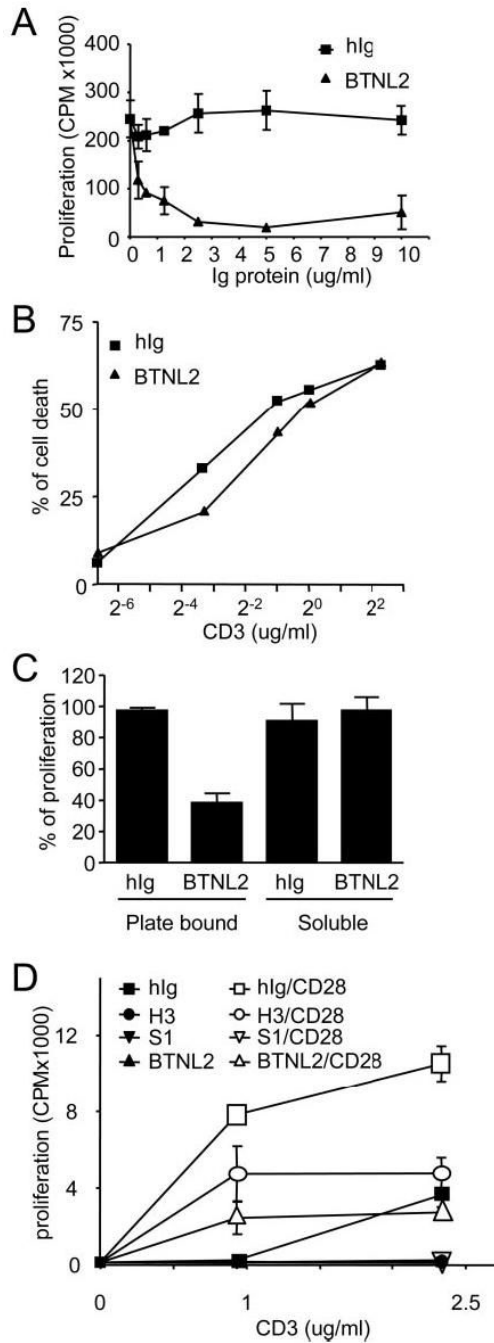 A
Proliferation (CPM x1000)
400
300
200
100
0
hIg
BTNL2
0 1 2 3 4 5 6 7 8 9 10
Ig protein (ug/ml)
B
% of cell death
75
50
25
0
hIg
BTNL2
2-6 2-4 2-2 20 22
CD3 (ug/ml)
C
% of proliferation
120
100
80
60
40
20
0
hIg BTNL2 hIg BTNL2
Plate bound Soluble
D
proliferation (CPMx1000)
12
8
4
0
hIg hIg/CD28
H3 H3/CD28
S1 S1/CD28
BTNL2 BTNL2/CD28
0 1 2.5
CD3 (ug/ml)